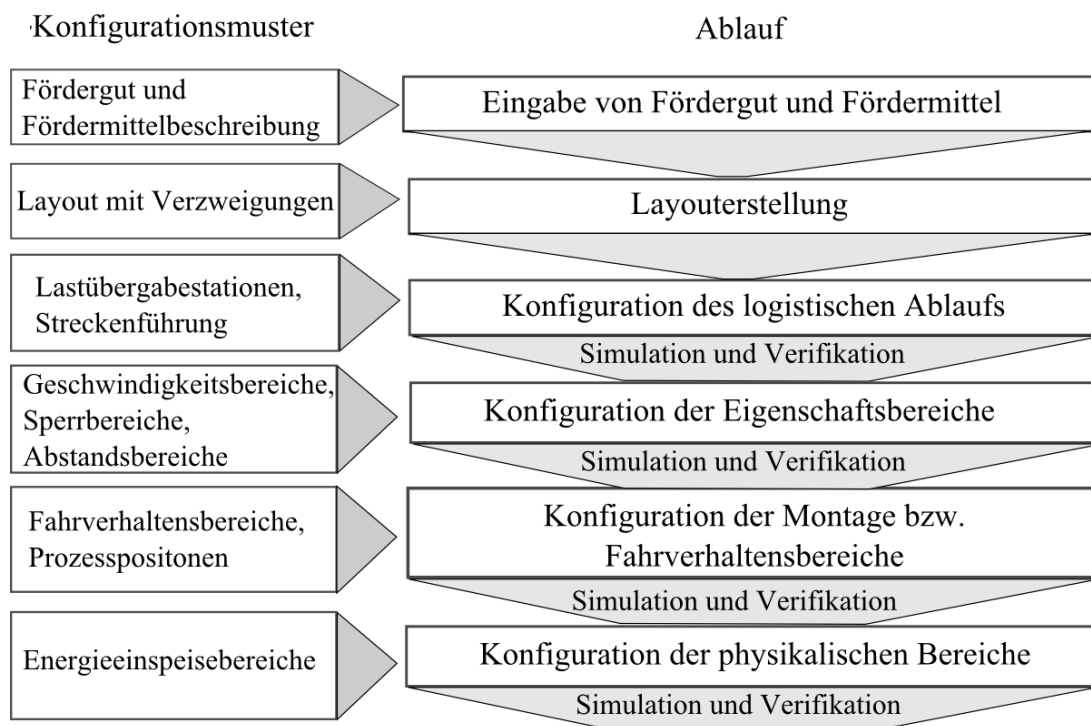 Konfigurationsmuster
Ablauf
Fördergut und
Fördermittelbeschreibung
Eingabe von Fördergut und Fördermittel
Layout mit Verzweigungen
Layouterstellung
Lastübergabestationen,
Streckenführung
Konfiguration des logistischen Ablaufs
Simulation und Verifikation
Geschwindigkeitsbereiche,
Sperrbereiche,
Abstandsbereiche
Konfiguration der Eigenschaftsbereiche
Simulation und Verifikation
Fahrverhaltensbereiche,
Prozesspositonen
Konfiguration der Montage bzw.
Fahrverhaltensbereiche
Simulation und Verifikation
Energieeinspeisebereiche
Konfiguration der physikalischen Bereiche
Simulation und Verifikation